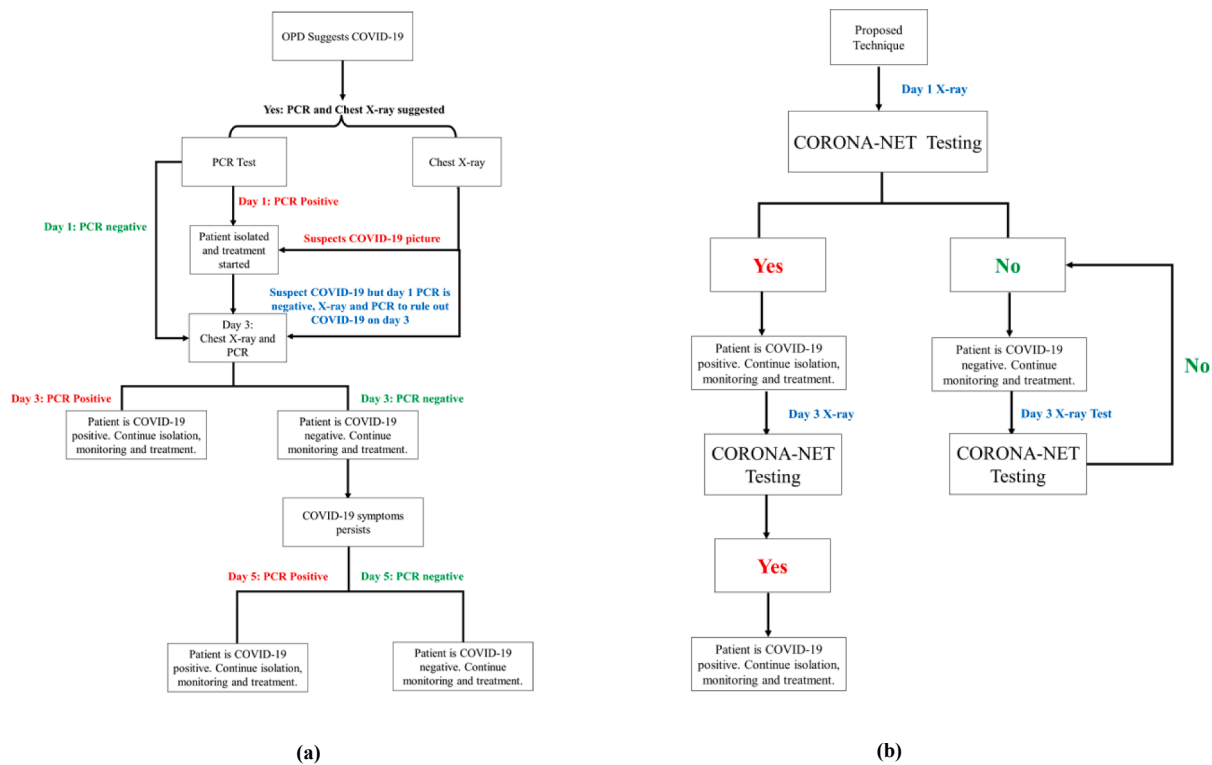 OPD Suggests COVID-19
Yes: PCR and Chest X-ray suggested
PCR Test
Chest X-ray
Day 1: PCR Positive
Day 1: PCR negative
Patient isolated
and treatment
started
Suspects COVID-19 picture
Suspect COVID-19 but day 1 PCR is
negative, X-ray and PCR to rule out
COVID-19 on day 3
Day 3:
Chest X-ray and
PCR
Day 3: PCR Positive
Day 3: PCR negative
Patient is COVID-19
positive. Continue isolation,
monitoring and treatment.
Patient is COVID-19
negative. Continue
monitoring and treatment.
COVID-19 symptoms
persists
Day 5: PCR Positive
Day 5: PCR negative
Patient is COVID-19
positive. Continue isolation,
monitoring and treatment.
Patient is COVID-19
negative. Continue
monitoring and treatment.
(a)
Proposed
Technique
Day 1 X-ray
CORONA-NET Testing
Yes
No
Patient is COVID-19
positive. Continue isolation,
monitoring and treatment.
Patient is COVID-19
negative. Continue
monitoring and treatment.
No
Day 3 X-ray
Day 3 X-ray Test
CORONA-NET
Testing
CORONA-NET
Testing
Yes
Patient is COVID-19
positive. Continue isolation,
monitoring and treatment.
(b)